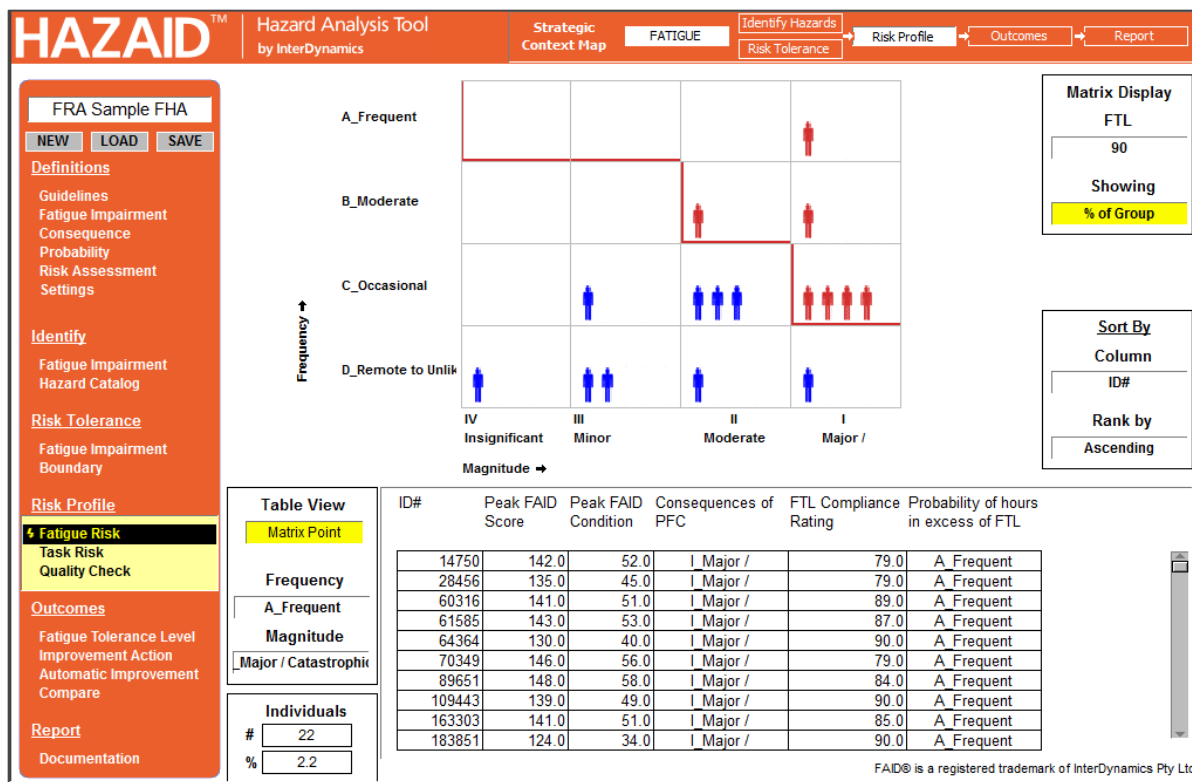 HAZAID™
Hazard Analysis Tool
by InterDynamics
Strategic
Context Map
FATIGUE
Identify Hazards
Risk Tolerance
Risk Profile
Outcomes
Report
FRA Sample FHA
NEW LOAD SAVE
Definitions
Guidelines
Fatigue Impairment
Consequence
Probability
Risk Assessment
Settings
Identify
Fatigue Impairment
Hazard Catalog
Risk Tolerance
Fatigue Impairment
Boundary
Risk Profile
Fatigue Risk
Task Risk
Quality Check
Outcomes
Fatigue Tolerance Level
Improvement Action
Automatic Improvement
Compare
Report
Documentation
Frequency →
A_Frequent
B_Moderate
C_Occasional
D_Remote to Unlik
IV III II I
Insignificant Minor Moderate Major /
Magnitude →
Matrix Display
FTL
90
Showing
% of Group
Sort By
Column
ID#
Rank by
Ascending
Table View
Matrix Point
Frequency
A_Frequent
Magnitude
_Major / Catastrophic
Individuals
# 22
% 2.2
ID# Peak FAID Peak FAID Consequences of FTL Compliance Probability of hours
Score Condition PFC Rating in excess of FTL
14750 142.0 52.0 I_Major / 79.0 A_Frequent
28456 135.0 45.0 I_Major / 79.0 A_Frequent
60316 141.0 51.0 I_Major / 89.0 A_Frequent
61585 143.0 53.0 I_Major / 87.0 A_Frequent
64364 130.0 40.0 I_Major / 90.0 A_Frequent
70349 146.0 56.0 I_Major / 79.0 A_Frequent
89651 148.0 58.0 I_Major / 84.0 A_Frequent
109443 139.0 49.0 I_Major / 90.0 A_Frequent
163303 141.0 51.0 I_Major / 85.0 A_Frequent
183851 124.0 34.0 I_Major / 90.0 A_Frequent
FAID® is a registered trademark of InterDynamics Pty Ltd